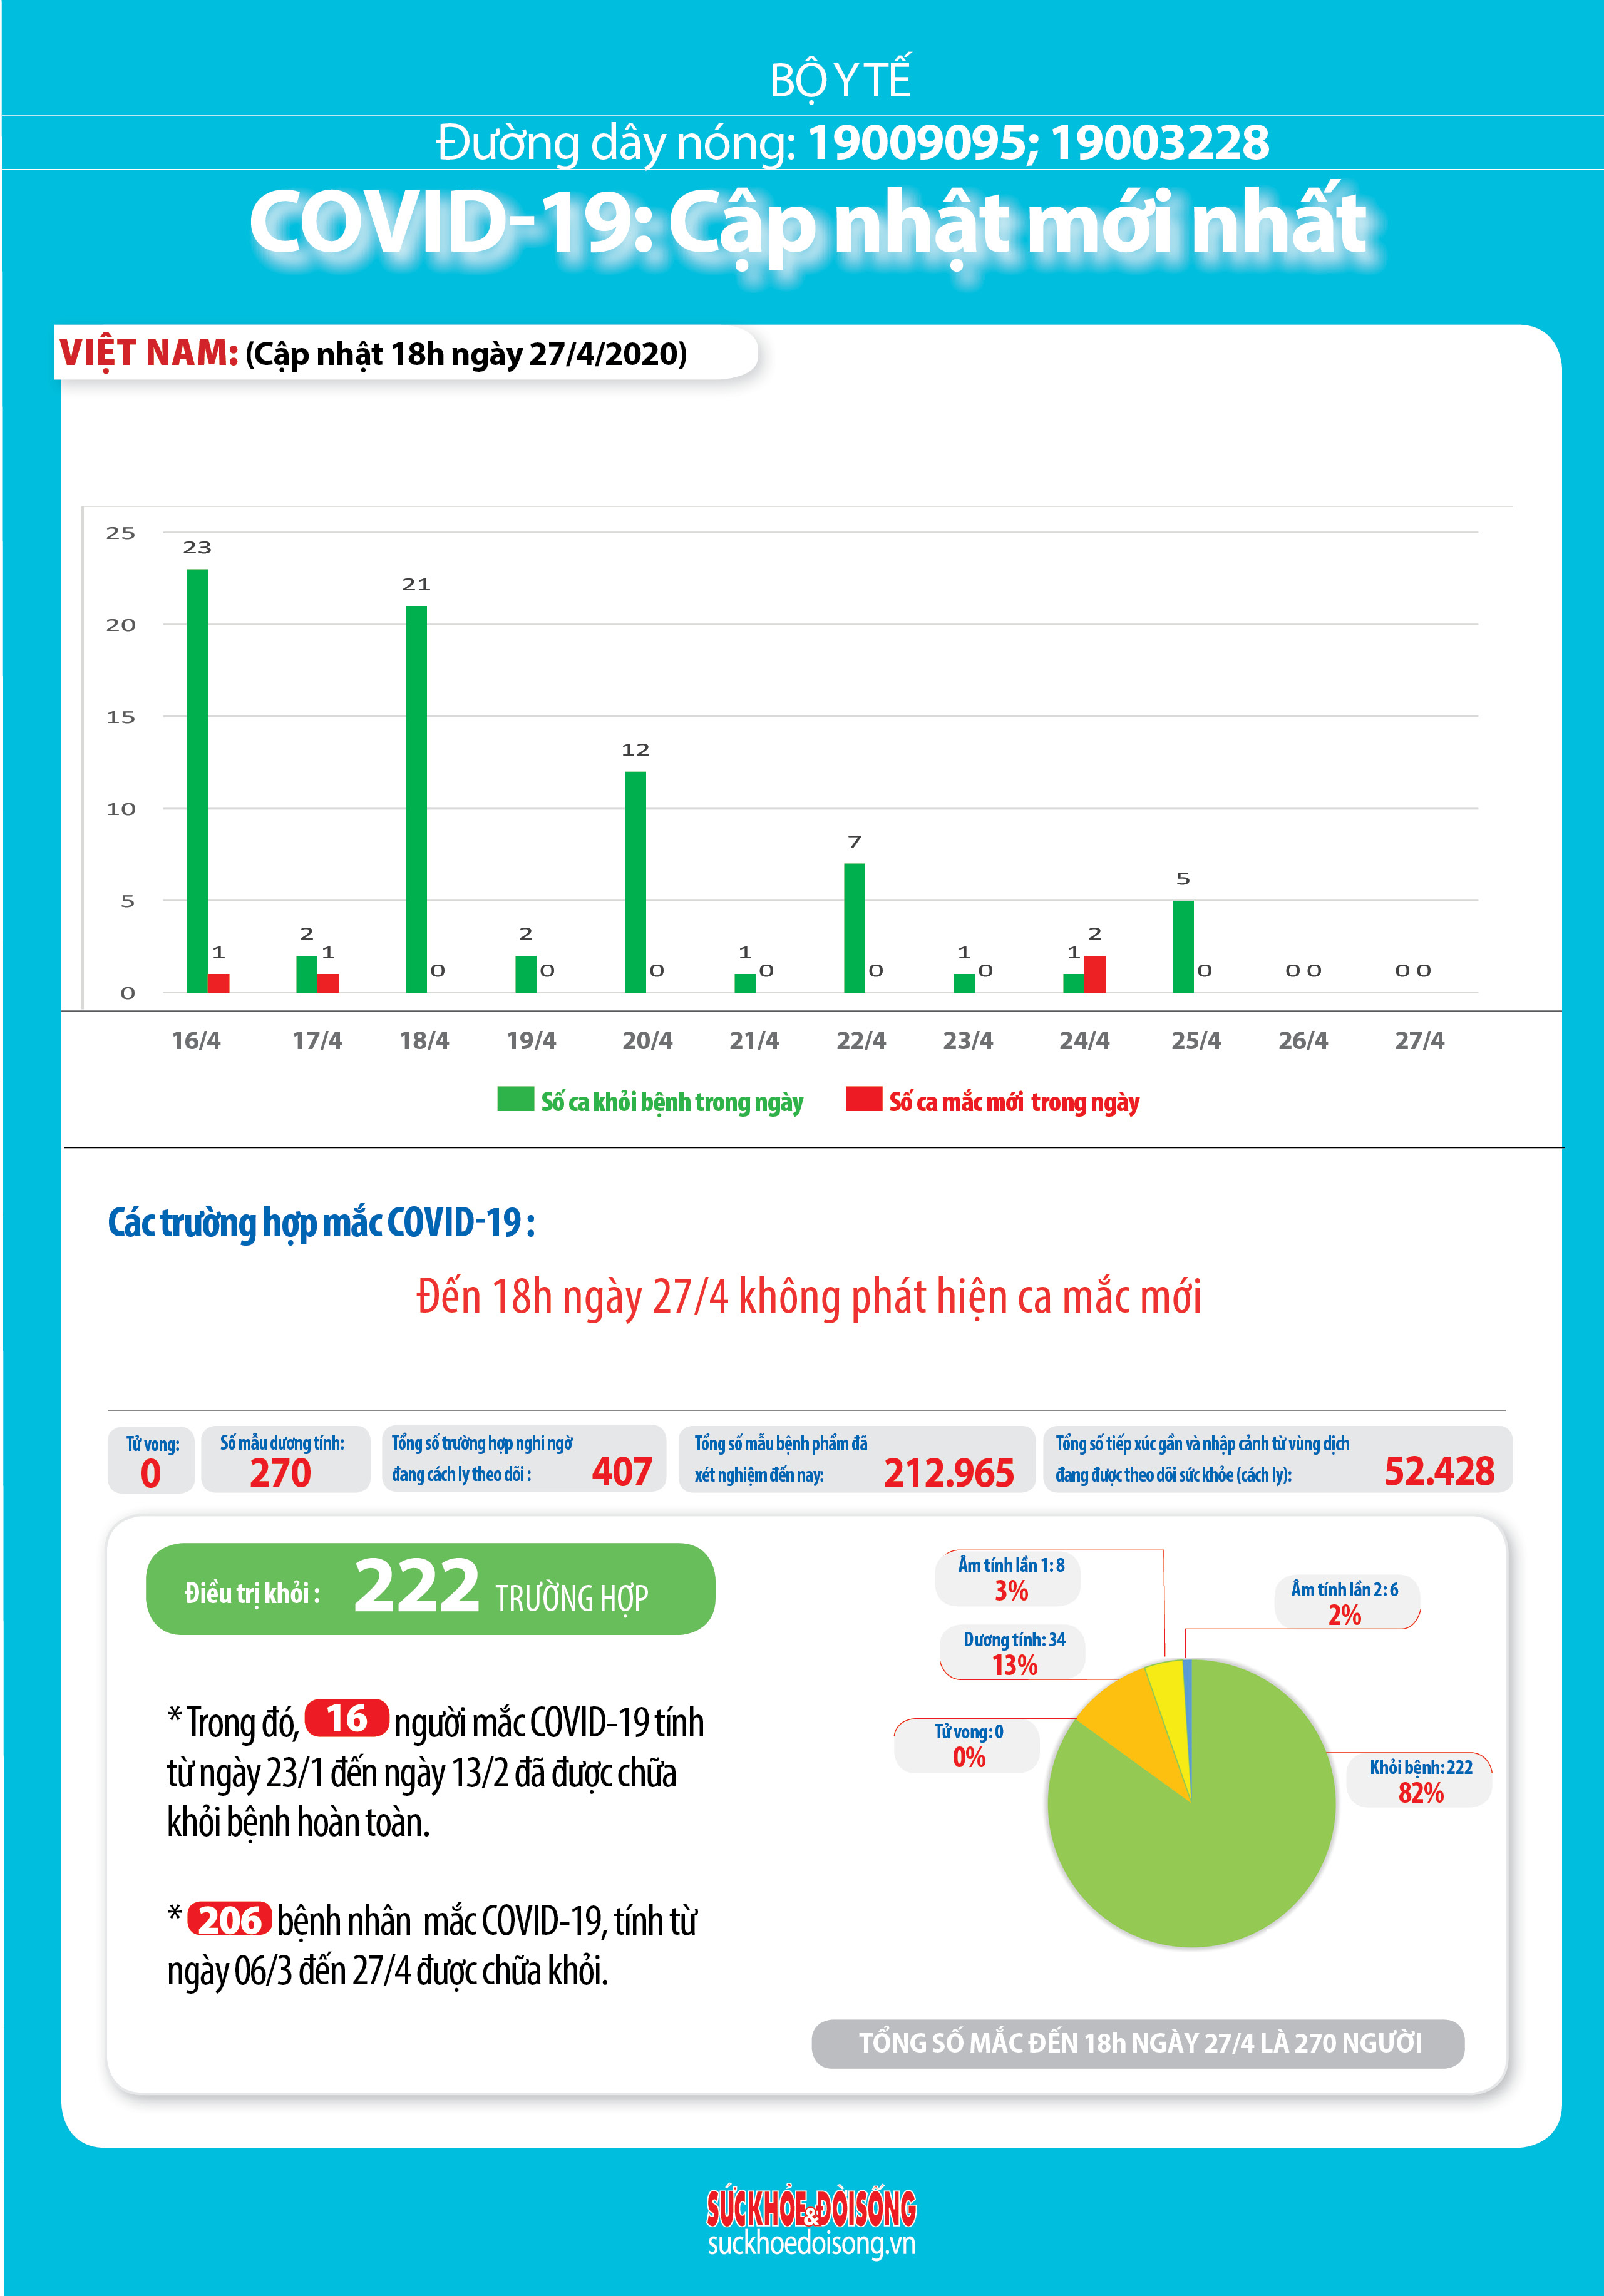 BỘ Y TẾ
Đường dây nóng: 19009095; 19003228
COVID-19: Cập nhật mới nhất
VIỆT NAM: (Cập nhật 18h ngày 27/4/2020)
25
20
15
10
5
0
23 1
2 1
21 0
2 0
12 0
1 0
7 0
1 0
1 2
5 0
0 0
0 0
16/4 17/4 18/4 19/4 20/4 21/4 22/4 23/4 24/4 25/4 26/4 27/4
Số ca khỏi bệnh trong ngày Số ca mắc mới trong ngày
Các trường hợp mắc COVID-19 :
Đến 18h ngày 27/4 không phát hiện ca mắc mới
Tử vong:
0
Số mẫu dương tính:
270
Tổng số trường hợp nghi ngờ
đang cách ly theo dõi : 407
Tổng số mẫu bệnh phẩm đã
xét nghiệm đến nay: 212.965
Tổng số tiếp xúc gần và nhập cảnh từ vùng dịch
đang được theo dõi sức khỏe (cách ly): 52.428
Điều trị khỏi : 222 TRƯỜNG HỢP
* Trong đó, 16 người mắc COVID-19 tính
từ ngày 23/1 đến ngày 13/2 đã được chữa
khỏi bệnh hoàn toàn.
* 206 bệnh nhân mắc COVID-19, tính từ
ngày 06/3 đến 27/4 được chữa khỏi.
Âm tính lần 1: 8
3%
Âm tính lần 2: 6
2%
Dương tính: 34
13%
Tử vong: 0
0%
Khỏi bệnh: 222
82%
TỔNG SỐ MẮC ĐẾN 18h NGÀY 27/4 LÀ 270 NGƯỜI
SỨCKHỎE&ĐỜISỐNG
suckhoedoisong.vn